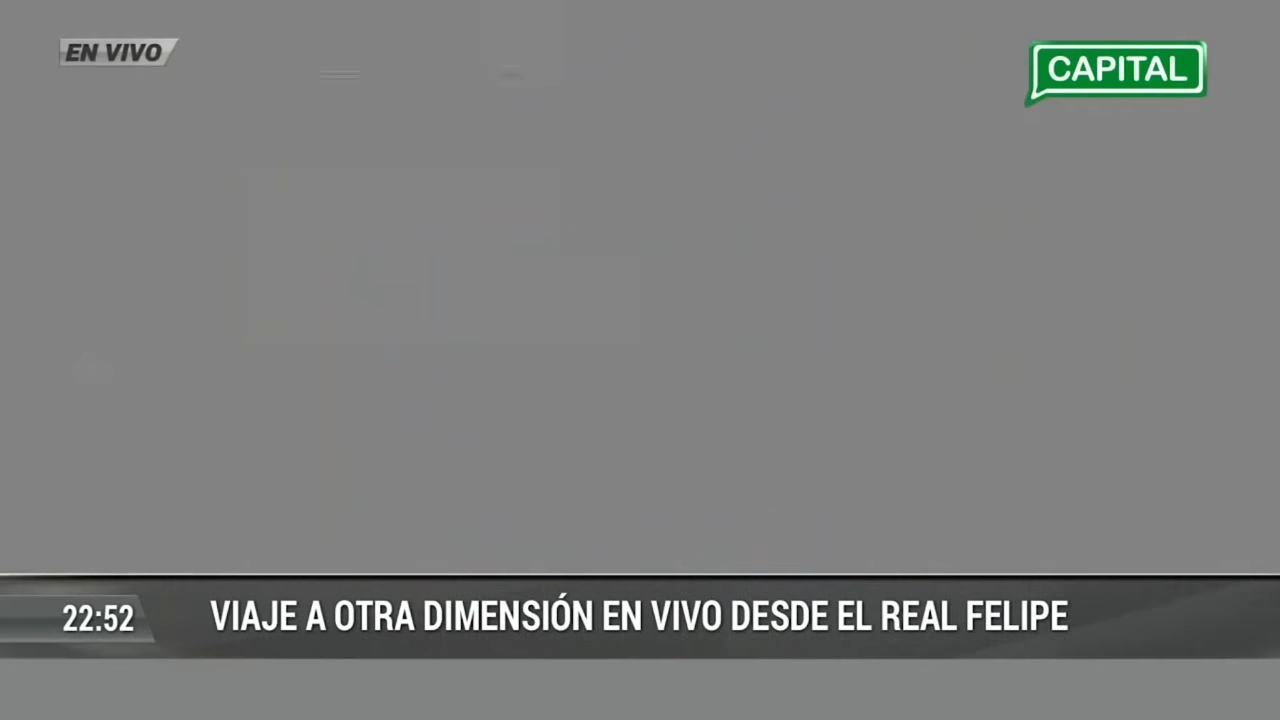 EN VIVO
CAPITAL
22:52
VIAJE A OTRA DIMENSIÓN EN VIVO DESDE EL REAL FELIPE